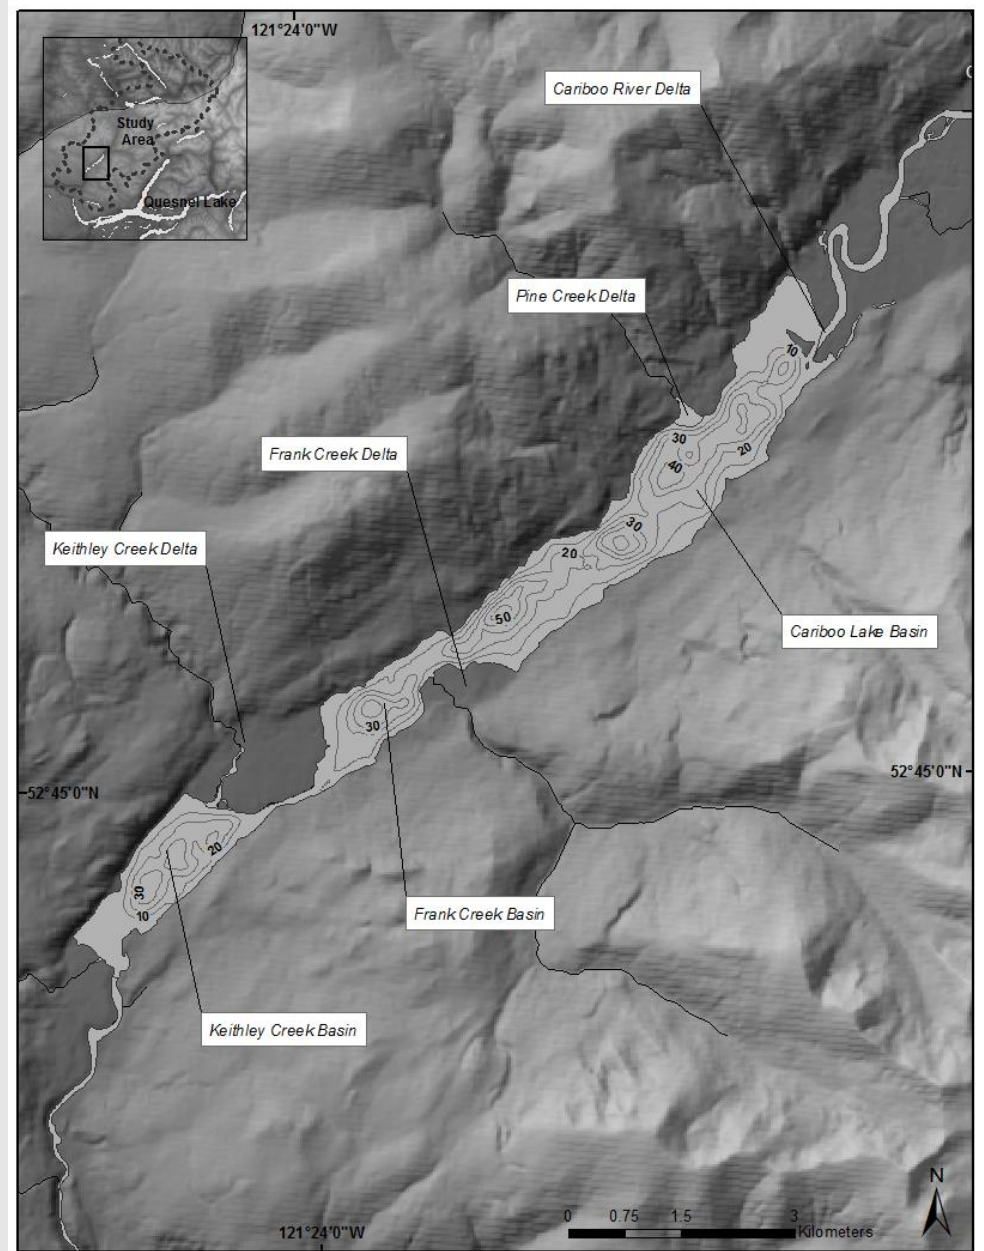 121°24'0"W
Cariboo River Delta
Study
Area
Quesnel Lake
Pine Creek Delta
10
30
20
40
Frank Creek Delta
30
20
Keithley Creek Delta
50
Cariboo Lake Basin
30
52°45'0"N
52°45'0"N
20
30
10
Frank Creek Basin
Keithley Creek Basin
N
0 0.75 1.5 3
Kilometers
121°24'0"W